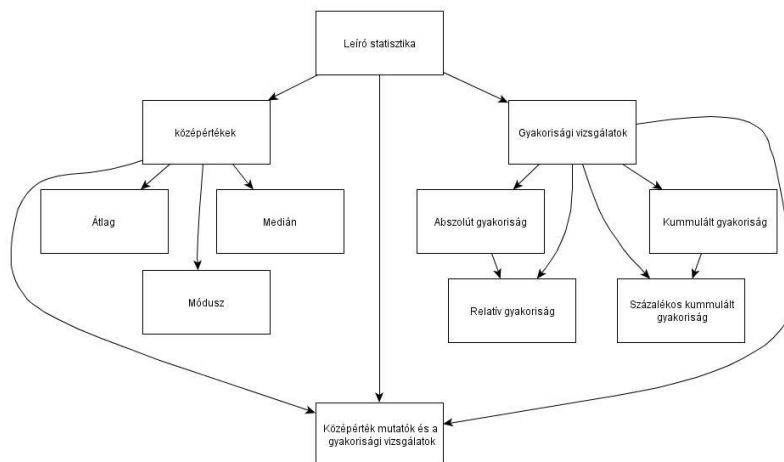 Leíró statisztika
középértékek
Gyakorisági vizsgálatok
Átlag
Medián
Abszolút gyakoriság
Kummulált gyakoriság
Módusz
Relatív gyakoriság
Százalékos kummulált
gyakoriság
Középérték mutatók és a
gyakorisági vizsgálatok